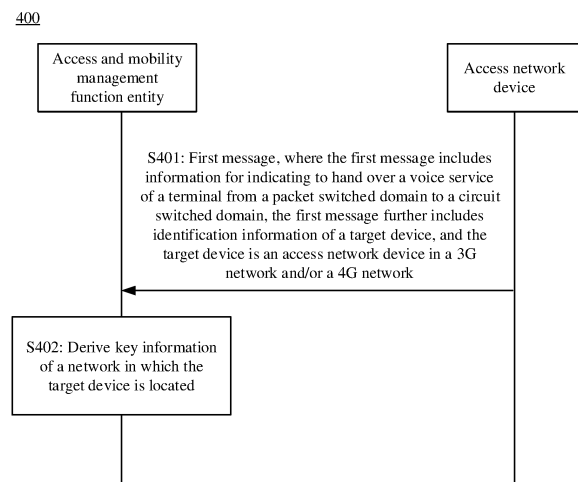 400
Access and mobility
management
function entity
Access network
device
S401: First message, where the first message includes
information for indicating to hand over a voice service
of a terminal from a packet switched domain to a circuit
switched domain, the first message further includes
identification information of a target device, and the
target device is an access network device in a 3G
network and/or a 4G network
S402: Derive key information
of a network in which the
target device is located